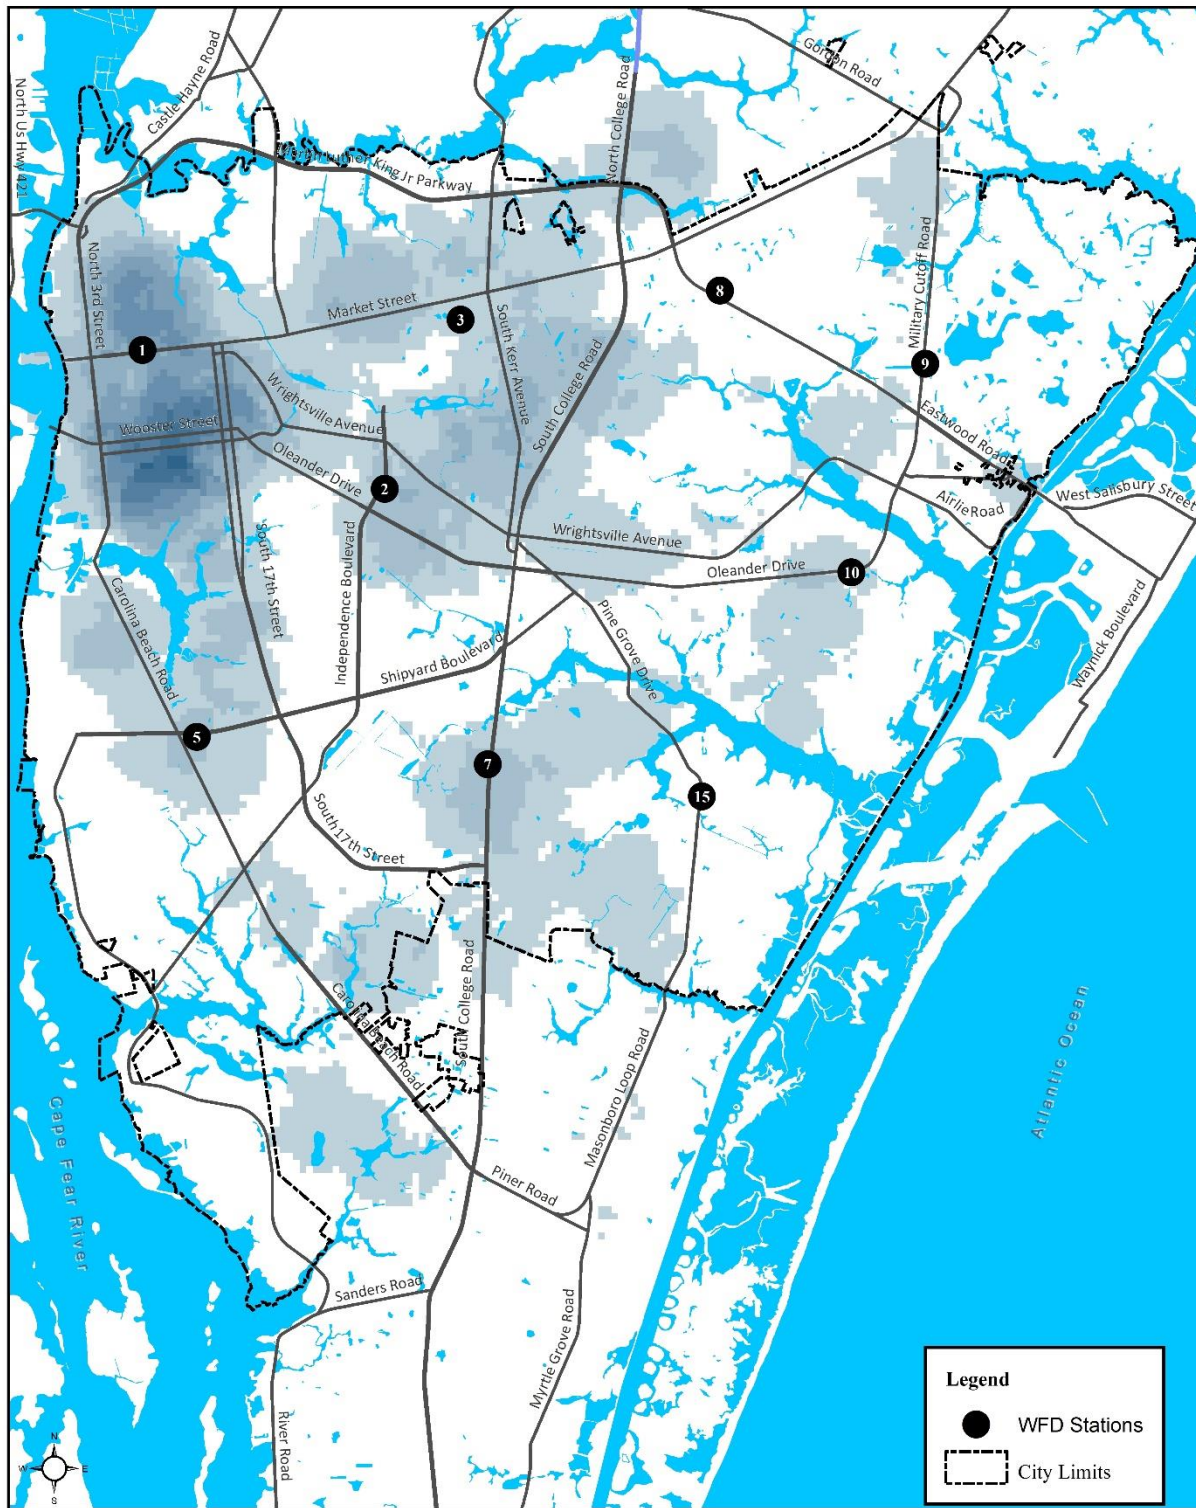 Castle Hayne Road
North US Hwy 421
Gordon Road
North College Road
Martin Luther King Jr Parkway
Military Cutoff Road
North 3rd Street
Market Street
8
3
1
9
South Kerr Avenue
South College Road
Wrightsville Avenue
Wooster Street
Oleander Drive
Eastwood Road
2
West Salisbury Street
Airlie Road
South 17th Street
Wrightsville Avenue
Oleander Drive
10
Independence Boulevard
Carolina Beach Road
Pine Grove Drive
Shipyard Boulevard
Waynick Boulevard
5
7
15
South 17th Street
South College Road
Carolina Beach Road
Masonboro Loop Road
Atlantic Ocean
Cape Fear River
Piner Road
Sanders Road
Myrtle Grove Road
River Road
N
W E
S
Legend
WFD Stations
City Limits